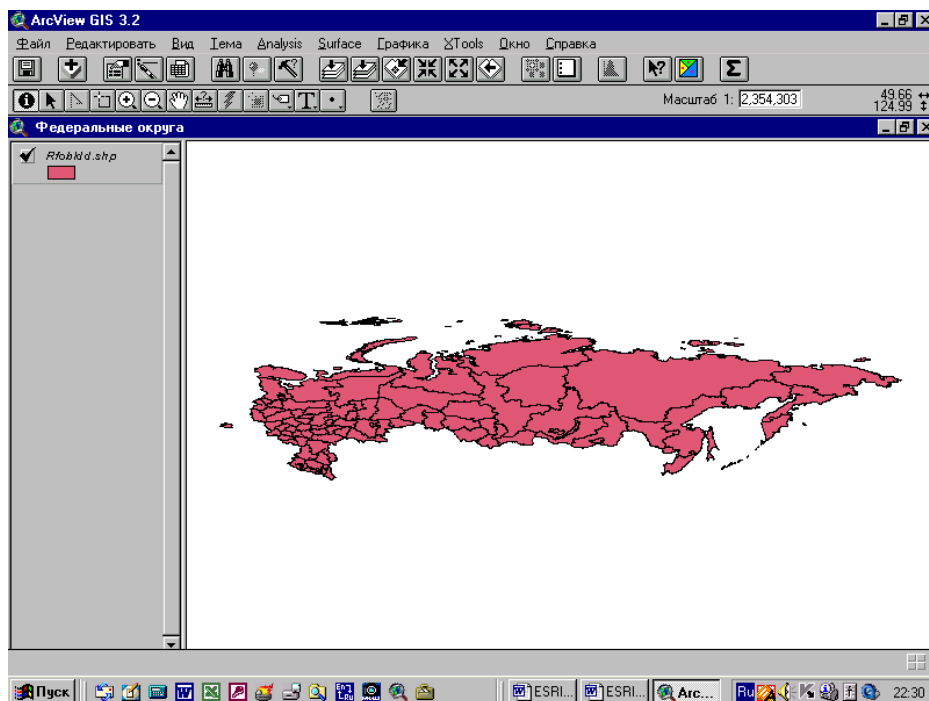 ArcView GIS 3.2
Файл Редактировать Вид Тема Analysis Surface Графика XTools Окно Справка
Масштаб 1: 2,354,303
49.66
124.99
Федеральные округа
Rfobldd.shp
Пуск
ESRI...
ESRI...
Arc...
Ru
22:30